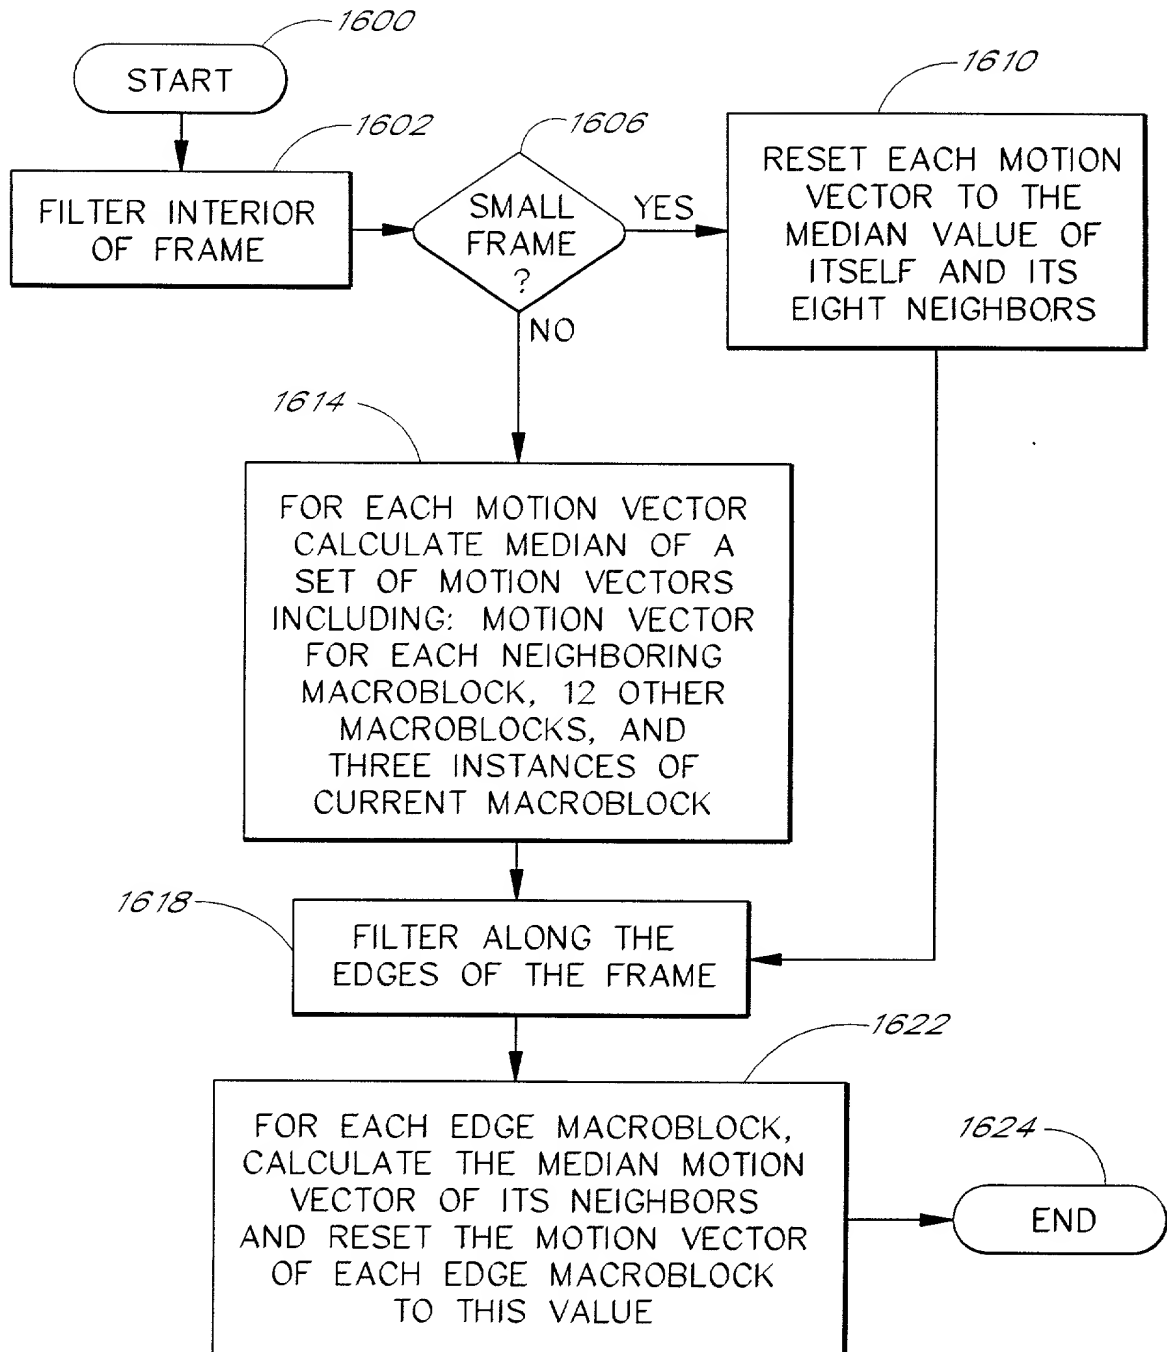 1600
START
1602
FILTER INTERIOR
OF FRAME
1606
SMALL
FRAME
?
YES
NO
1610
RESET EACH MOTION
VECTOR TO THE
MEDIAN VALUE OF
ITSELF AND ITS
EIGHT NEIGHBORS
1614
FOR EACH MOTION VECTOR
CALCULATE MEDIAN OF A
SET OF MOTION VECTORS
INCLUDING: MOTION VECTOR
FOR EACH NEIGHBORING
MACROBLOCK, 12 OTHER
MACROBLOCKS, AND
THREE INSTANCES OF
CURRENT MACROBLOCK
1618
FILTER ALONG THE
EDGES OF THE FRAME
1622
FOR EACH EDGE MACROBLOCK,
CALCULATE THE MEDIAN MOTION
VECTOR OF ITS NEIGHBORS
AND RESET THE MOTION VECTOR
OF EACH EDGE MACROBLOCK
TO THIS VALUE
1624
END